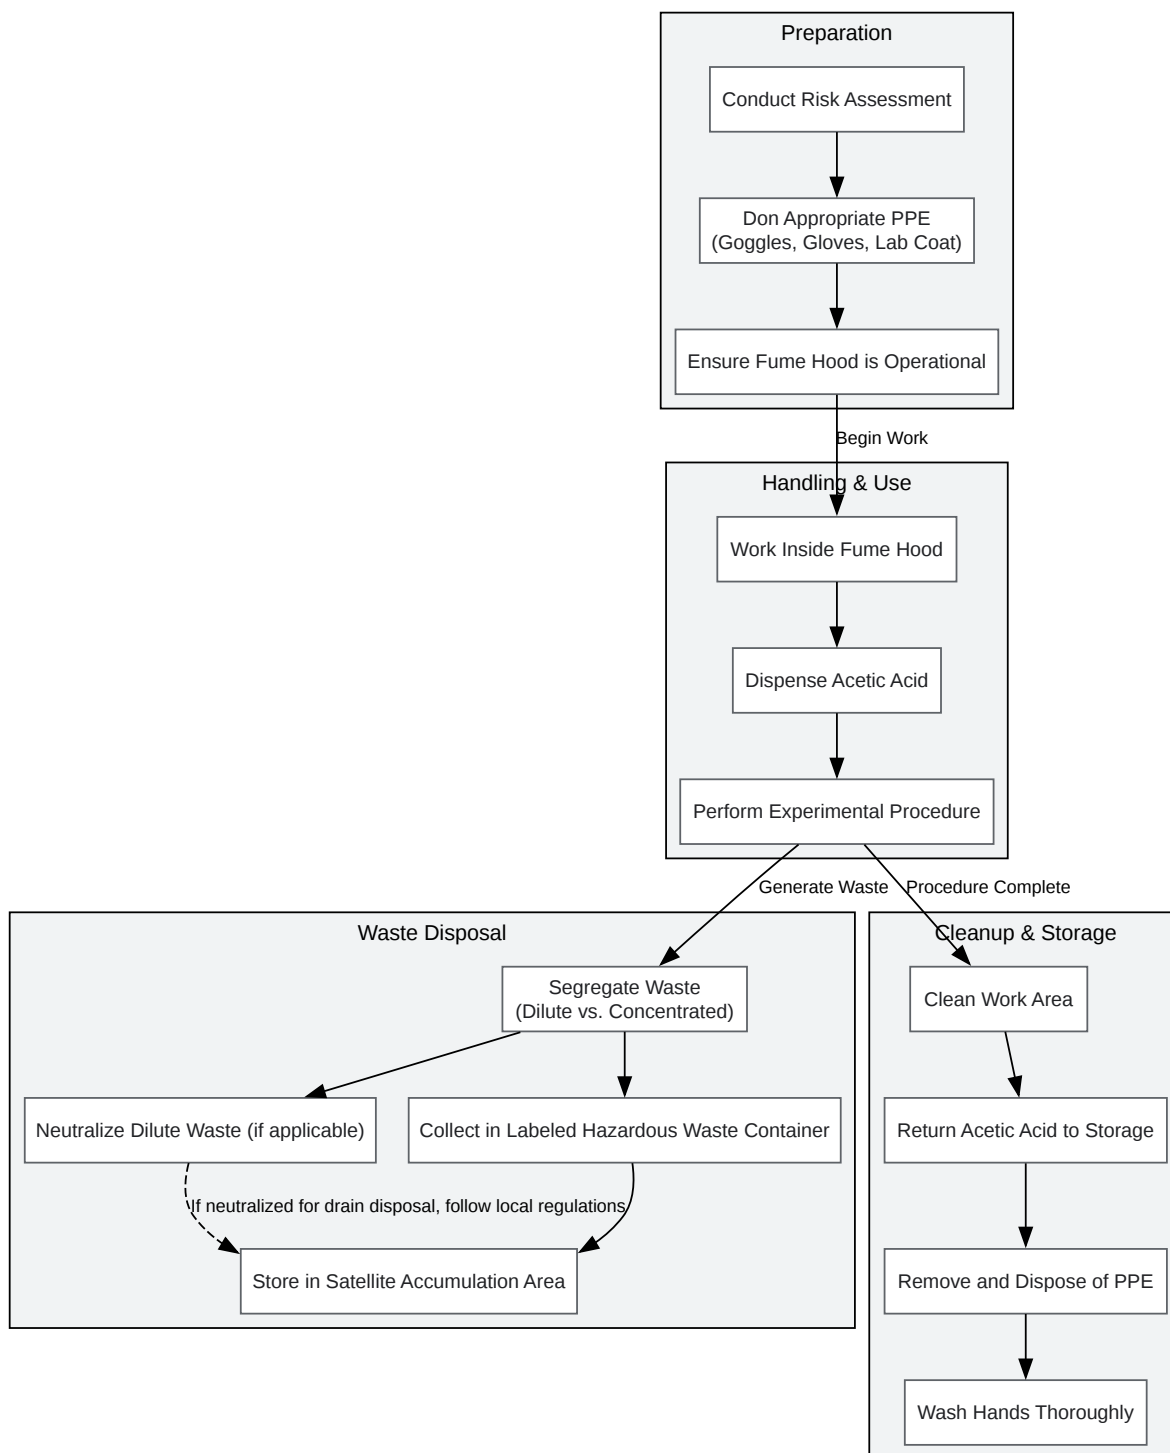 Preparation
Conduct Risk Assessment
Don Appropriate PPE
(Goggles, Gloves, Lab Coat)
Ensure Fume Hood is Operational
Begin Work
Handling & Use
Work Inside Fume Hood
Dispense Acetic Acid
Perform Experimental Procedure
Generate Waste
Procedure Complete
Waste Disposal
Segregate Waste
(Dilute vs. Concentrated)
Neutralize Dilute Waste (if applicable)
Collect in Labeled Hazardous Waste Container
If neutralized for drain disposal, follow local regulations
Store in Satellite Accumulation Area
Cleanup & Storage
Clean Work Area
Return Acetic Acid to Storage
Remove and Dispose of PPE
Wash Hands Thoroughly